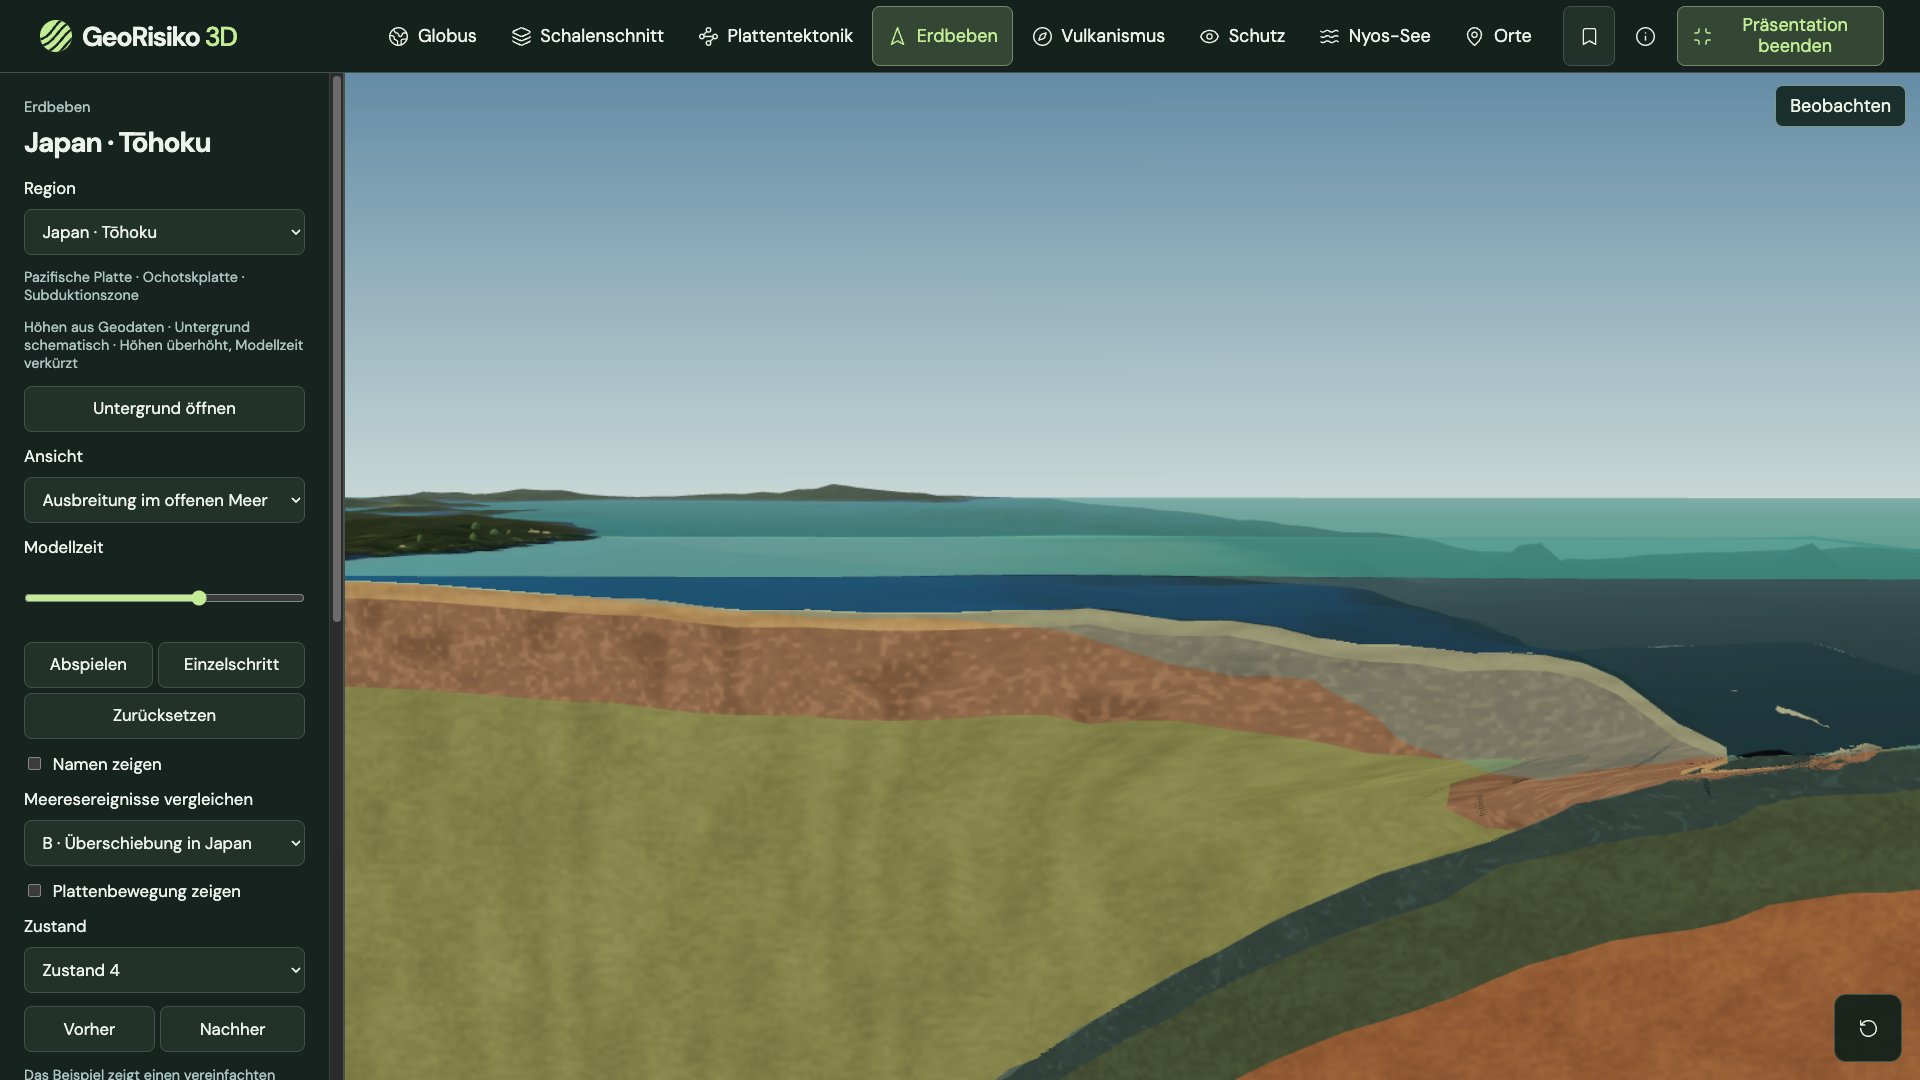 GeoRisiko 3D
Globus
Schalenschnitt
Plattentektonik
Erdbeben
Vulkanismus
Schutz
Nyos-See
Orte
Präsentation
beenden
Beobachten
Erdbeben
Japan · Tōhoku
Region
Japan · Tōhoku
Pazifische Platte · Ochotskplatte ·
Subduktionszone
Höhen aus Geodaten · Untergrund
schematisch · Höhen überhöht, Modellzeit
verkürzt
Untergrund öffnen
Ansicht
Ausbreitung im offenen Meer
Modellzeit
Abspielen
Einzelschritt
Zurücksetzen
Namen zeigen
Meeresereignisse vergleichen
B · Überschiebung in Japan
Plattenbewegung zeigen
Zustand
Zustand 4
Vorher
Nachher
Das Beispiel zeigt einen vereinfachten